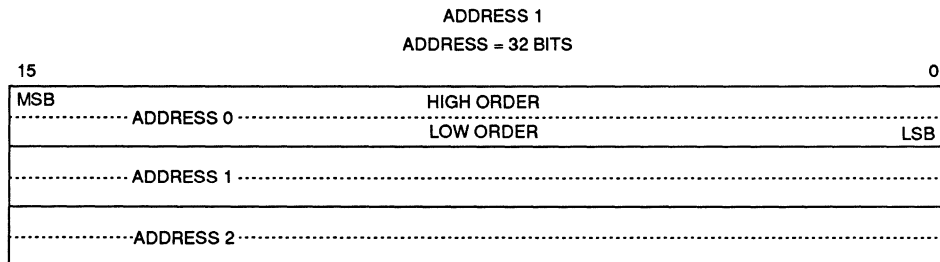 ADDRESS 1
ADDRESS = 32 BITS
15 0
MSB HIGH ORDER
ADDRESS 0
LOW ORDER LSB
ADDRESS 1
ADDRESS 2